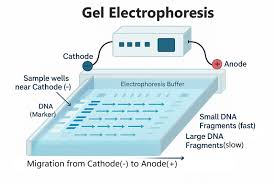 Gel Electrophoresis
Cathode
Anode
Sample wells
near Cathode (-)
Electrophoresis Buffer
DNA
(Marker)
Small DNA
Fragments (fast)
Large DNA
Fragments(slow)
Migration from Cathode(-) to Anode(+)